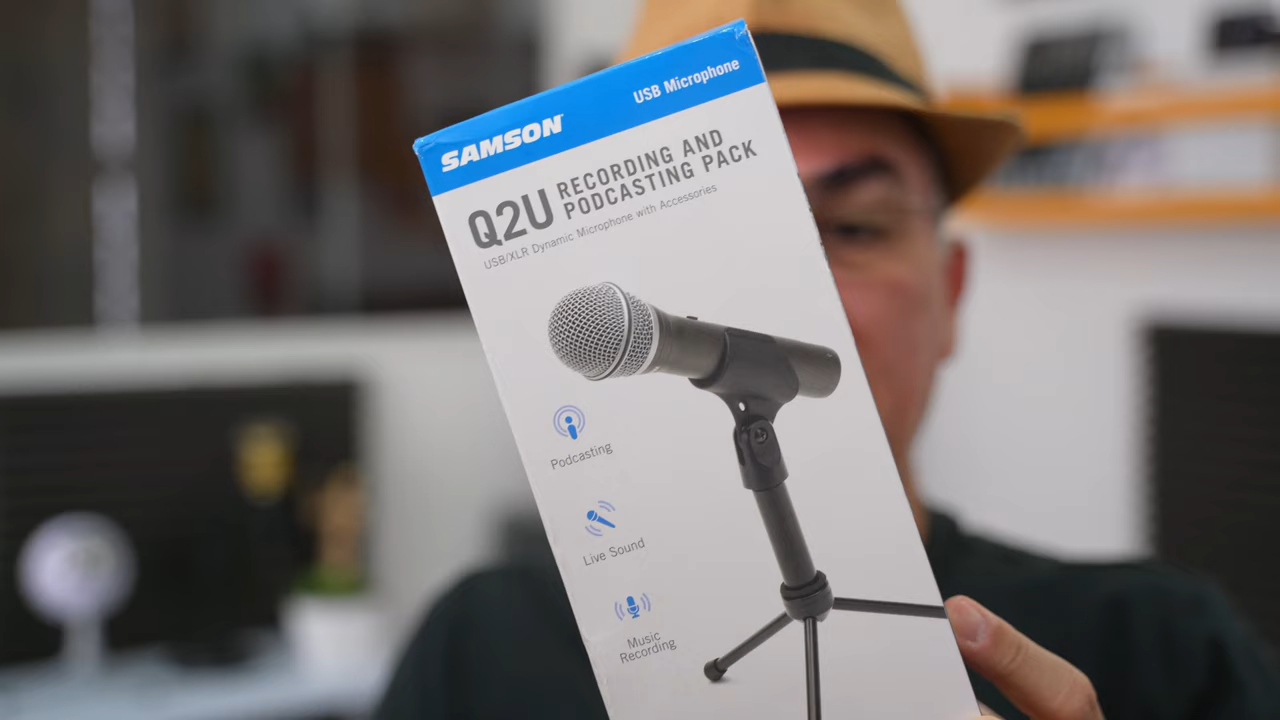 USB Microphone
SAMSON
Q2U RECORDING AND
PODCASTING PACK
USB/XLR Dynamic Microphone with Accessories
Podcasting
Live Sound
Music
Recording